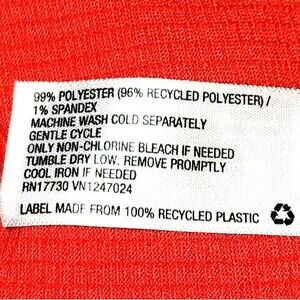 99% POLYESTER (96% RECYCLED POLYESTER) /
1% SPANDEX
MACHINE WASH COLD SEPARATELY
GENTLE CYCLE
ONLY NON-CHLORINE BLEACH IF NEEDED
TUMBLE DRY LOW, REMOVE PROMPTLY
COOL IRON IF NEEDED
RN17730 VN1247024
LABEL MADE FROM 100% RECYCLED PLASTIC